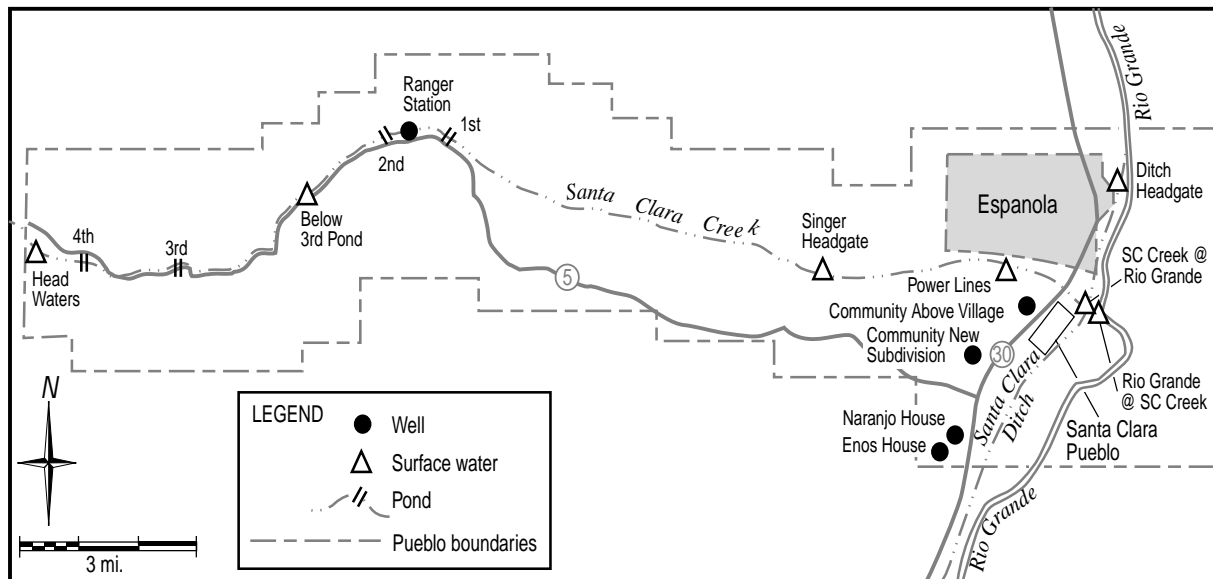 Rio Grande
Ranger
Station
1st
2nd
Santa Clara Creek
Espanola
Ditch
Headgate
Below
3rd Pond
4th
3rd
Head
Waters
Singer
Headgate
Power Lines
SC Creek @
Rio Grande
5
Community Above Village
Community New
Subdivision
30
Santa Clara
Ditch
Rio Grande
@ SC Creek
Santa Clara
Pueblo
Naranjo House
Enos House
Rio Grande
N
3 mi.
LEGEND
Well
Surface water
Pond
Pueblo boundaries